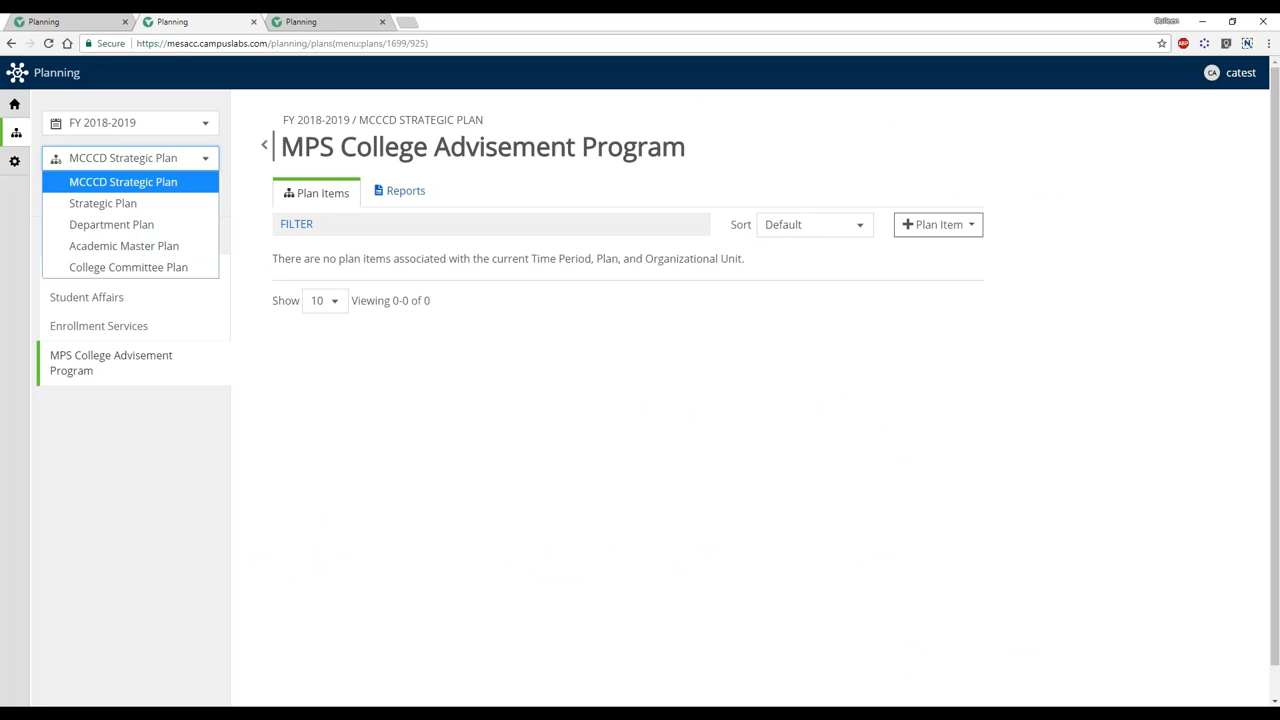 Planning
Planning
Planning
Colleen
Secure
https://mesacc.campuslabs.com/planning/plans(menu:plans/1699/925)
ABP
N
Planning
CA
catest
FY 2018-2019
MCCCD Strategic Plan
MCCCD Strategic Plan
Strategic Plan
Department Plan
Academic Master Plan
College Committee Plan
Student Affairs
Enrollment Services
MPS College Advisement
Program
FY 2018-2019 / MCCCD STRATEGIC PLAN
MPS College Advisement Program
Plan Items
Reports
FILTER
Sort
Default
Plan Item
There are no plan items associated with the current Time Period, Plan, and Organizational Unit.
Show
10
Viewing 0-0 of 0